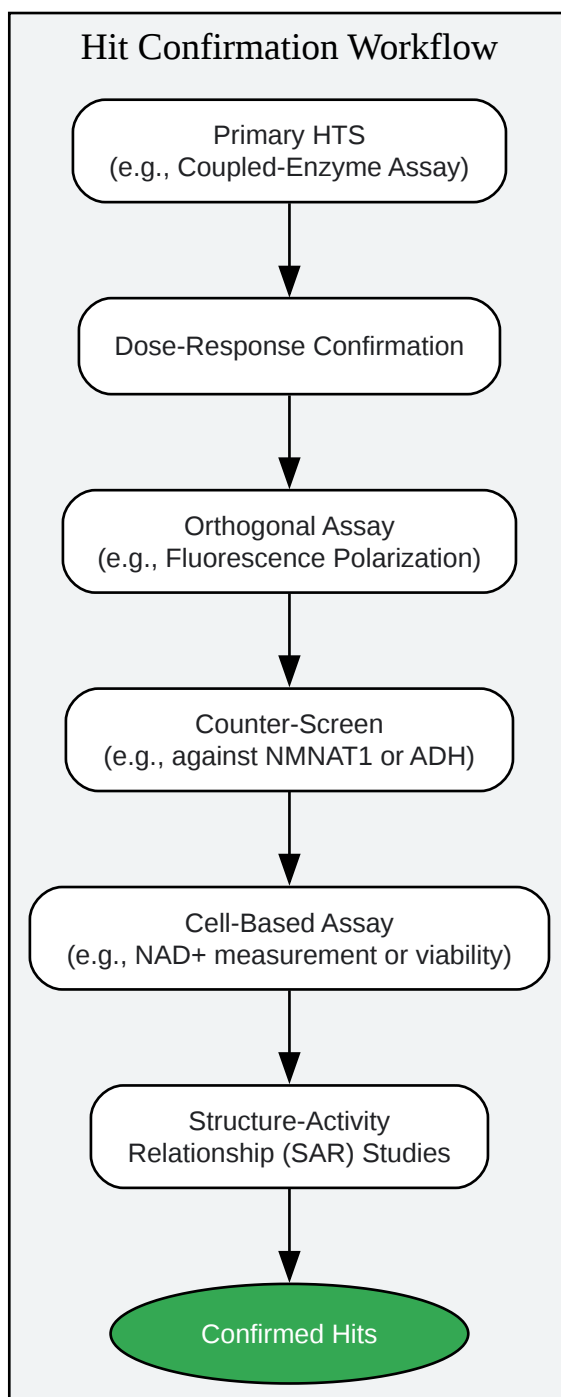 Hit Confirmation Workflow
Primary HTS
(e.g., Coupled-Enzyme Assay)
Dose-Response Confirmation
Orthogonal Assay
(e.g., Fluorescence Polarization)
Counter-Screen
(e.g., against NMNAT1 or ADH)
Cell-Based Assay
(e.g., NAD+ measurement or viability)
Structure-Activity
Relationship (SAR) Studies
Confirmed Hits